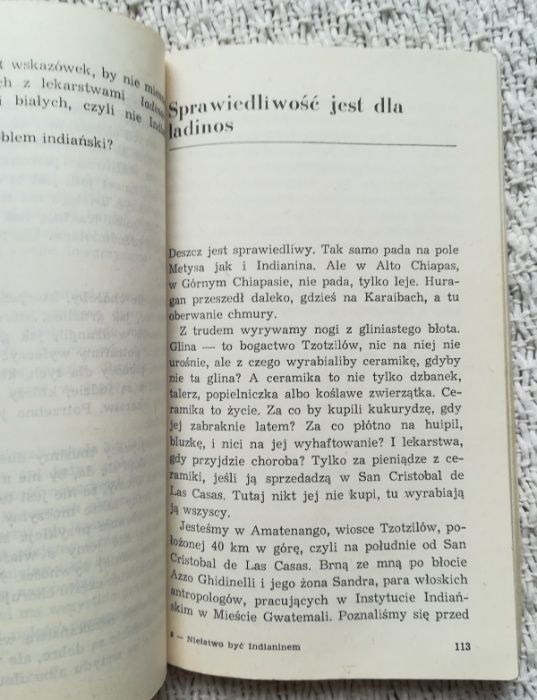 wskazówek, by nie
z lekarstwami
białych, czyli nie
blem indiański?
Sprawiedliwość jest dla
ladinos
Deszcz jest sprawiedliwy. Tak samo pada na pole
Metysa jak i Indianina. Ale w Alto Chiapas,
w Górnym Chiapasie, nie pada, tylko leje. Hura-
gan przeszedł daleko, gdzieś na Karaibach, a tu
oberwanie chmury.
Z trudem wyrywamy nogi z gliniastego błota.
Glina — to bogactwo Tzotzilów, nic na niej nie
urośnie, ale z czego wyrabialiby ceramikę, gdyby
nie ta glina? A ceramika to nie tylko dzbanek,
talerz, popielniczka albo koślawe zwierzątka. Ce-
ramika to życie. Za co by kupili kukurydzę, gdy
jej zabraknie latem? Za co płótno na huipil,
bluzkę, i nici na jej wyhaftowanie? I lekarstwa,
gdy przyjdzie choroba? Tylko za pieniądze z ce-
ramiki, jeśli ją sprzedadzą w San Cristobal de
Las Casas. Tutaj nikt jej nie kupi, tu wyrabiają
ją wszyscy.
Jesteśmy w Amatenango, wiosce Tzotzilów, po-
łożonej 40 km w górę, czyli na południe od San
Cristobal de Las Casas. Brną ze mną po błocie
Azzo Ghidinelli i jego żona Sandra, para włoskich
antropologów, pracujących w Instytucie Indiań-
skim w Mieście Gwatemali. Poznaliśmy się przed
8 — Niełatwo być Indianinem
113